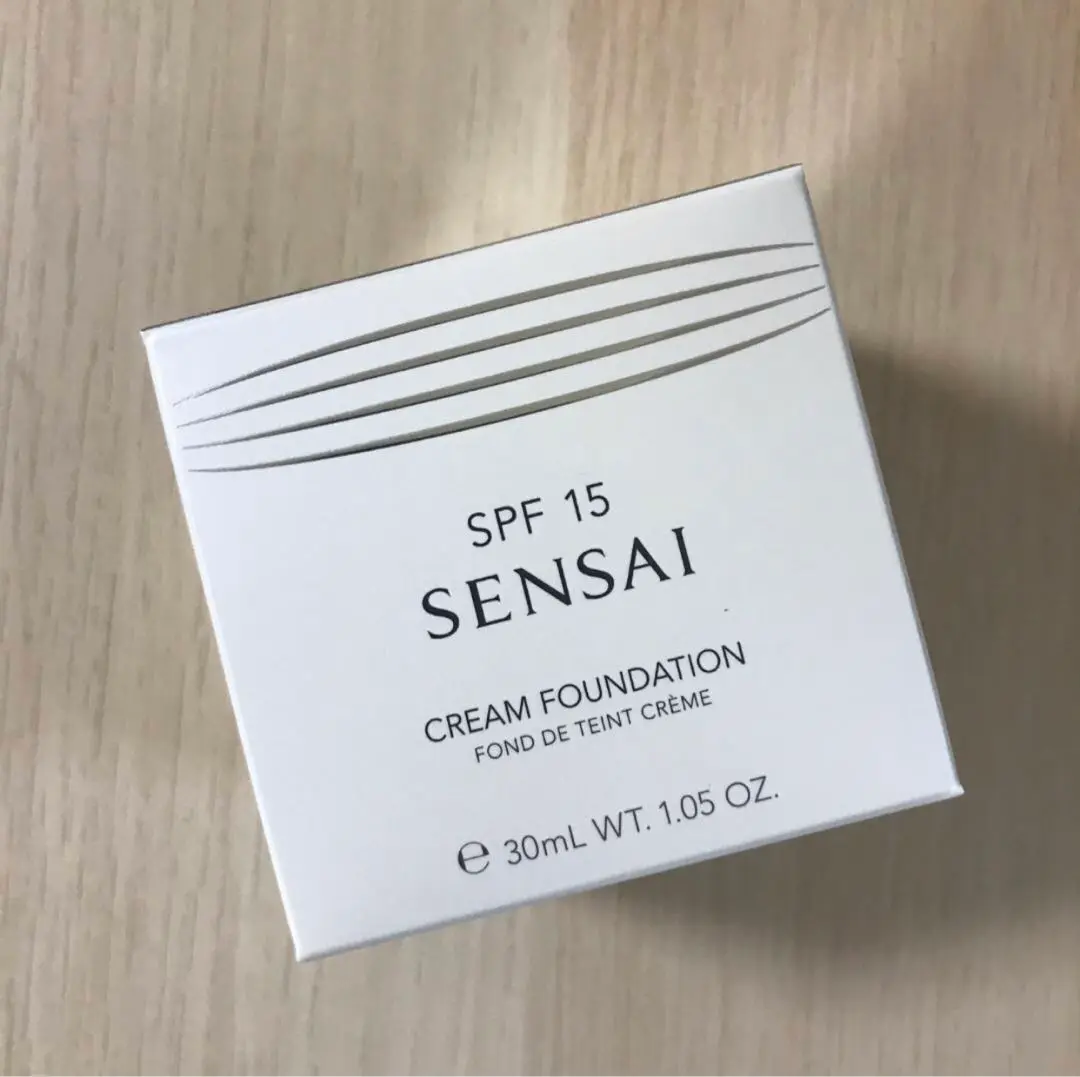 SPF 15
SENSAI
CREAM FOUNDATION
FOND DE TEINT CRÈME
℮ 30mL WT. 1.05 OZ.